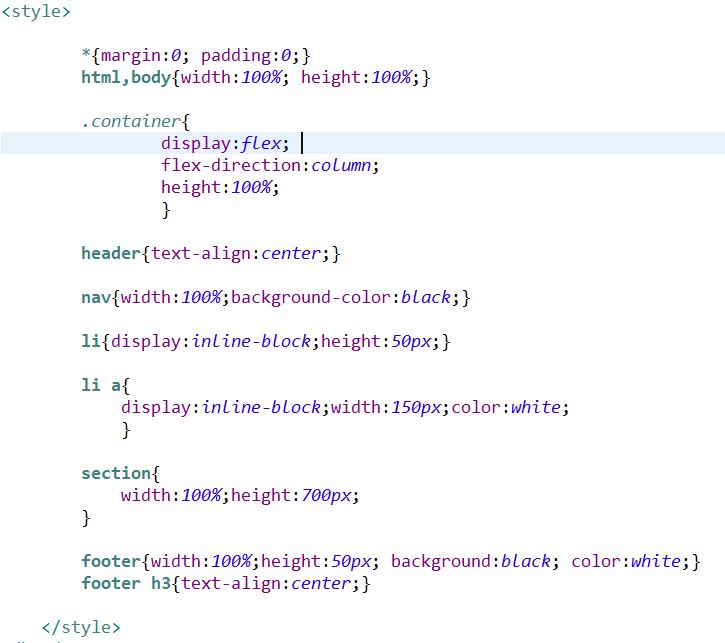 <style>
*{margin:0; padding:0;}
html,body{width:100%; height:100%;}
.container{
display:flex;
flex-direction:column;
height:100%;
}
header{text-align:center;}
nav{width:100%;background-color:black;}
li{display:inline-block;height:50px;}
li a{
display:inline-block;width:150px;color:white;
}
section{
width:100%;height:700px;
}
footer{width:100%;height:50px; background:black; color:white;}
footer h3{text-align:center;}
</style>